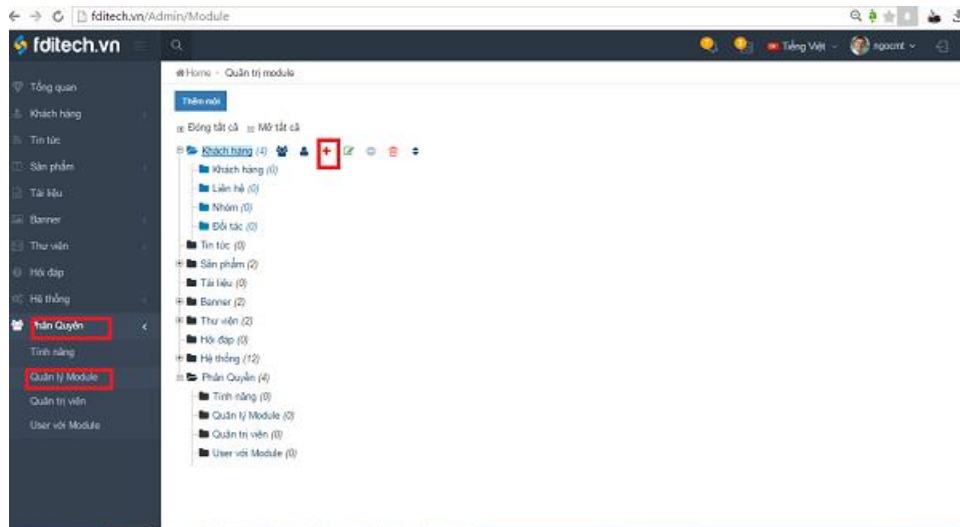 fditech.vn/Admin/Module
fditech.vn
Tiếng Việt
ngocmt
Home - Quản trị module
Thêm mới
Đóng tất cả
Mở tất cả
Tổng quan
Khách hàng
Tin tức
Sản phẩm
Tài liệu
Banner
Thư viện
Hỏi đáp
Hệ thống
Phân Quyền
Tính năng
Quản lý Module
Quản trị viên
User với Module
Khách hàng (4)
Khách hàng (0)
Liên hệ (0)
Nhóm (0)
Đối tác (0)
Tin tức (0)
Sản phẩm (2)
Tài liệu (0)
Banner (2)
Thư viện (2)
Hỏi đáp (0)
Hệ thống (12)
Phân Quyền (4)
Tính năng (0)
Quản lý Module (0)
Quản trị viên (0)
User với Module (0)